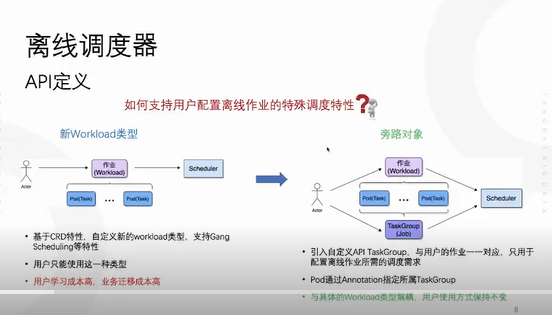 离线调度器
API定义
如何支持用户配置离线作业的特殊调度特性?
新Workload类型
旁路对象
作业
(Workload)
Scheduler
Actor
Pod(Task)
...
Pod(Task)
作业
(Workload)
Pod(Task)
...
Pod(Task)
Scheduler
Actor
TaskGroup
(Job)
• 基于CRD特性，自定义新的workload类型，支持Gang
Scheduling等特性
• 用户只能使用这一种类型
• 用户学习成本高，业务迁移成本高
• 引入自定义API TaskGroup，与用户的作业一一对应，只用于
配置离线作业所需的调度需求
• Pod通过Annotation指定所属TaskGroup
• 与具体的Workload类型解耦，用户使用方式保持不变
8